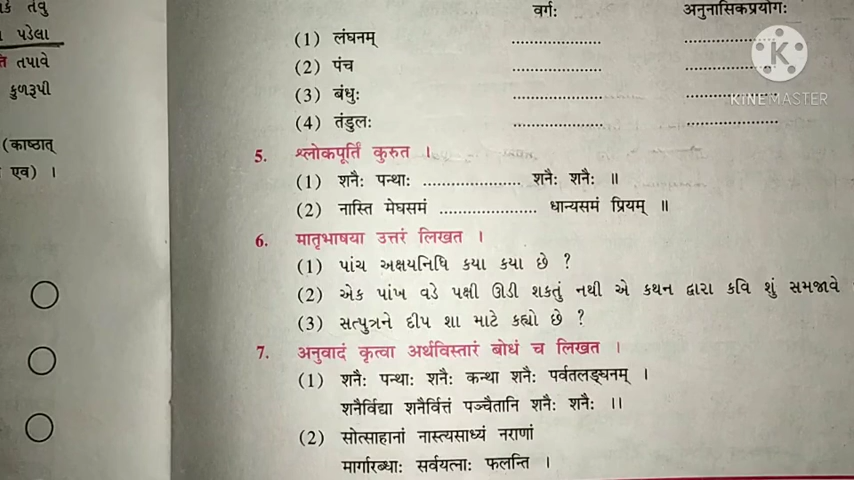 કે તવુ
પડેલા
તપાવે
કુળરૂપી
(काष्ठात्
एव) ।
वर्गः अनुनासिकप्रयोगः
(1) लंघनम् ..................... .....................
(2) पंच ..................... .....................
(3) बंधुः ..................... .....................
(4) तंडुलः ..................... .....................
5. श्लोकपूर्तिं कुरुत ।
(1) शनैः पन्थाः ..................... शनैः शनैः ॥
(2) नास्ति मेघसमं ..................... धान्यसमं प्रियम् ॥
6. मातृभाषया उत्तरं लिखत ।
(1) પાંચ અક્ષયનિધિ કયા કયા છે ?
(2) એક પાંખ વડે પક્ષી ઊડી શકતું નથી એ કથન દ્વારા કવિ શું સમજાવે
(3) સત્પુત્રને દીપ શા માટે કહ્યો છે ?
7. अनुवादं कृत्वा अर्थविस्तारं बोधं च लिखत ।
(1) शनैः पन्थाः शनैः कन्था शनैः पर्वतलङ्घनम् ।
शनैर्विद्या शनैर्वित्तं पञ्चैतानि शनैः शनैः ।।
(2) सोत्साहानां नास्त्यसाध्यं नराणां
मार्गारब्धाः सर्वयत्नाः फलन्ति ।
KINEMASTER